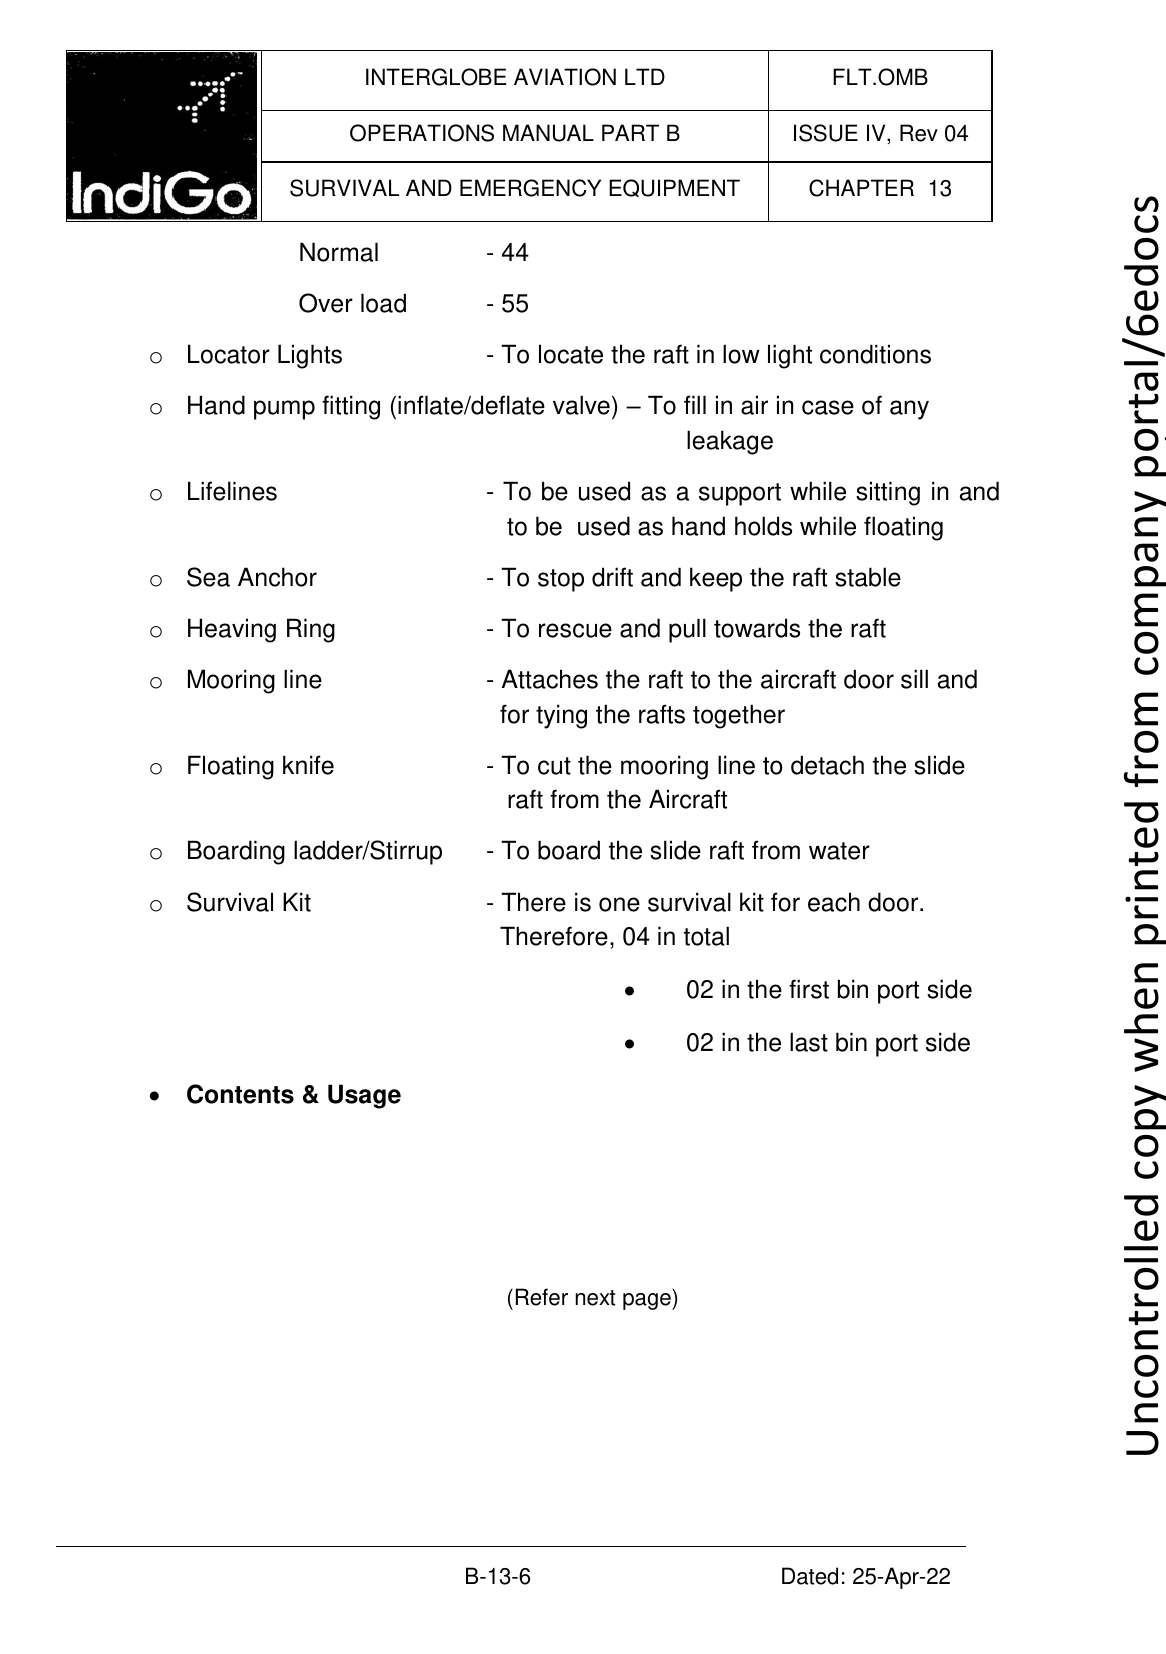 IndiGo
INTERGLOBE AVIATION LTD
FLT.OMB
OPERATIONS MANUAL PART B
ISSUE IV, Rev 04
SURVIVAL AND EMERGENCY EQUIPMENT
CHAPTER 13
Normal - 44
Over load - 55
○ Locator Lights - To locate the raft in low light conditions
○ Hand pump fitting (inflate/deflate valve) – To fill in air in case of any
leakage
○ Lifelines - To be used as a support while sitting in and
to be used as hand holds while floating
○ Sea Anchor - To stop drift and keep the raft stable
○ Heaving Ring - To rescue and pull towards the raft
○ Mooring line - Attaches the raft to the aircraft door sill and
for tying the rafts together
○ Floating knife - To cut the mooring line to detach the slide
raft from the Aircraft
○ Boarding ladder/Stirrup - To board the slide raft from water
○ Survival Kit - There is one survival kit for each door.
Therefore, 04 in total
• 02 in the first bin port side
• 02 in the last bin port side
• Contents & Usage
(Refer next page)
B-13-6 Dated: 25-Apr-22
Uncontrolled copy when printed from company portal/6edocs